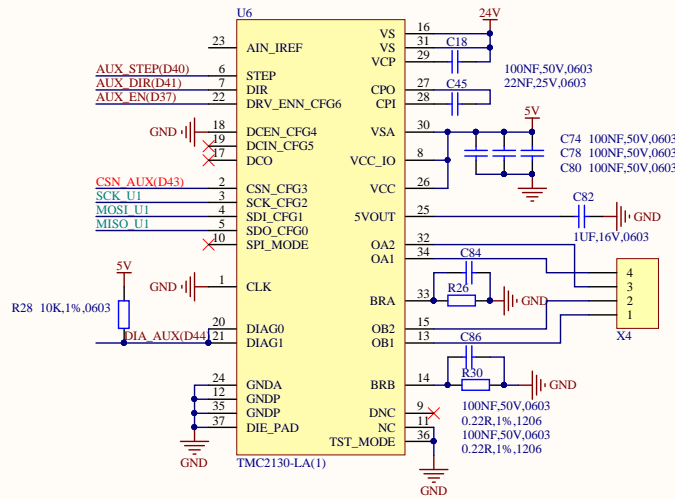 U6
24V
23
AIN_IREF
VS
16
VS
31
VCP
29
C18
100NF,50V,0603
22NF,25V,0603
AUX_STEP(D40)
6
STEP
AUX_DIR(D41)
7
DIR
AUX_EN(D37)
22
DRV_ENN_CFG6
CPO
27
C45
CPI
28
5V
GND
18
DCEN_CFG4
19
DCIN_CFG5
17
DCO
VSA
30
VCC_IO
8
VCC
26
C74 100NF,50V,0603
C78 100NF,50V,0603
C80 100NF,50V,0603
CSN_AUX(D43)
2
CSN_CFG3
SCK_U1
3
SCK_CFG2
MOSI_U1
4
SDI_CFG1
MISO_U1
5
SDO_CFG0
10
SPI_MODE
5VOUT
25
C82
GND
1UF,16V,0603
OA2
32
OA1
34
C84
5V
GND
1
CLK
BRA
33
R26
GND
4
3
2
1
X4
R28 10K,1%,0603
DIA_AUX(D44)
20
DIAG0
21
DIAG1
OB2
15
OB1
13
C86
24
GNDA
12
GNDP
35
GNDP
37
DIE_PAD
GND
BRB
14
R30
GND
DNC
9
NC
11
TST_MODE
36
100NF,50V,0603
0.22R,1%,1206
100NF,50V,0603
0.22R,1%,1206
GND
TMC2130-LA(1)